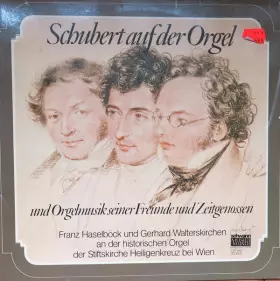 Schubert auf der Orgel
und Orgelmusik seiner Freunde und Zeitgenossen
Franz Haselböck und Gerhard Walterskirchen
an der historischen Orgel
der Stiftskirche Heiligenkreuz bei Wien